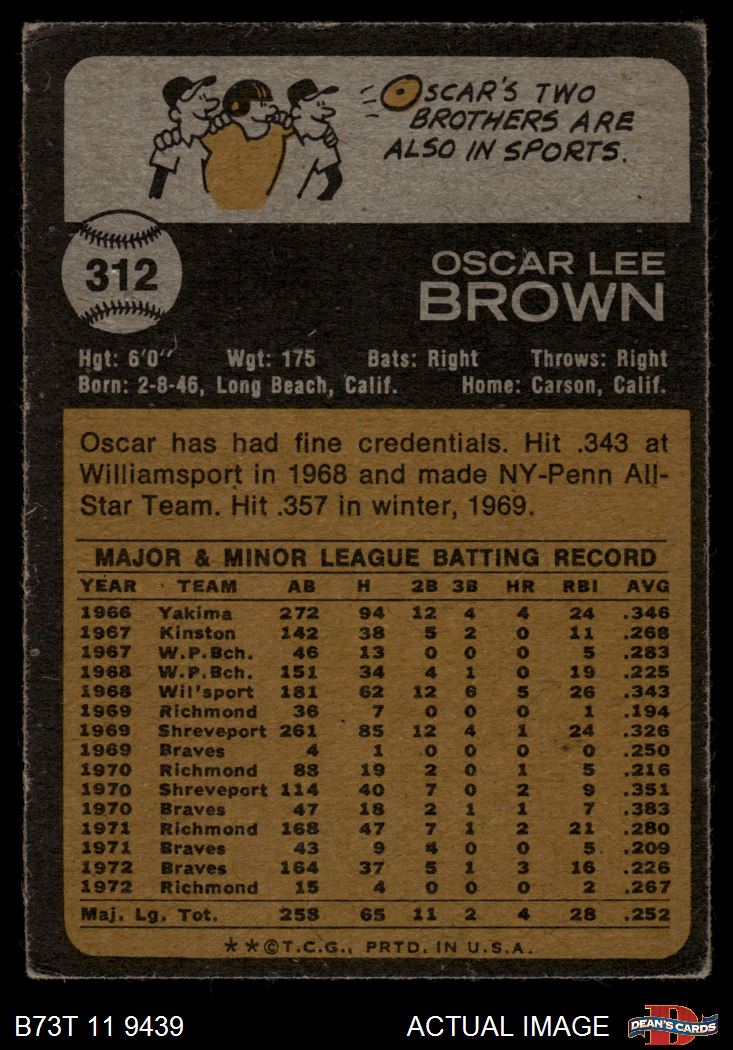 OSCAR'S TWO
BROTHERS ARE
ALSO IN SPORTS.
312
OSCAR LEE
BROWN
Hgt: 6'0" Wgt: 175 Bats: Right Throws: Right
Born: 2-8-46, Long Beach, Calif. Home: Carson, Calif.
Oscar has had fine credentials. Hit .343 at
Williamsport in 1968 and made NY-Penn All-
Star Team. Hit .357 in winter, 1969.
MAJOR & MINOR LEAGUE BATTING RECORD
YEAR TEAM AB H 2B 3B HR RBI AVG
1966 Yakima 272 94 12 4 4 24 .346
1967 Kinston 142 38 5 2 0 11 .268
1967 W.P.Bch. 46 13 0 0 0 5 .283
1968 W.P.Bch. 151 34 4 1 0 19 .225
1968 Wil'sport 181 62 12 6 5 26 .343
1969 Richmond 36 7 0 0 0 1 .194
1969 Shreveport 261 85 12 4 1 24 .326
1969 Braves 4 1 0 0 0 0 .250
1970 Richmond 88 19 2 0 1 5 .216
1970 Shreveport 114 40 7 0 2 9 .351
1970 Braves 47 18 2 1 1 7 .383
1971 Richmond 168 47 7 1 2 21 .280
1971 Braves 43 9 4 0 0 5 .209
1972 Braves 164 37 5 1 3 16 .226
1972 Richmond 15 4 0 0 0 2 .267
Maj. Lg. Tot. 258 65 11 2 4 28 .252
**©T.C.G., PRTD. IN U.S.A.
B73T 11 9439 ACTUAL IMAGE D DEAN'S CARDS